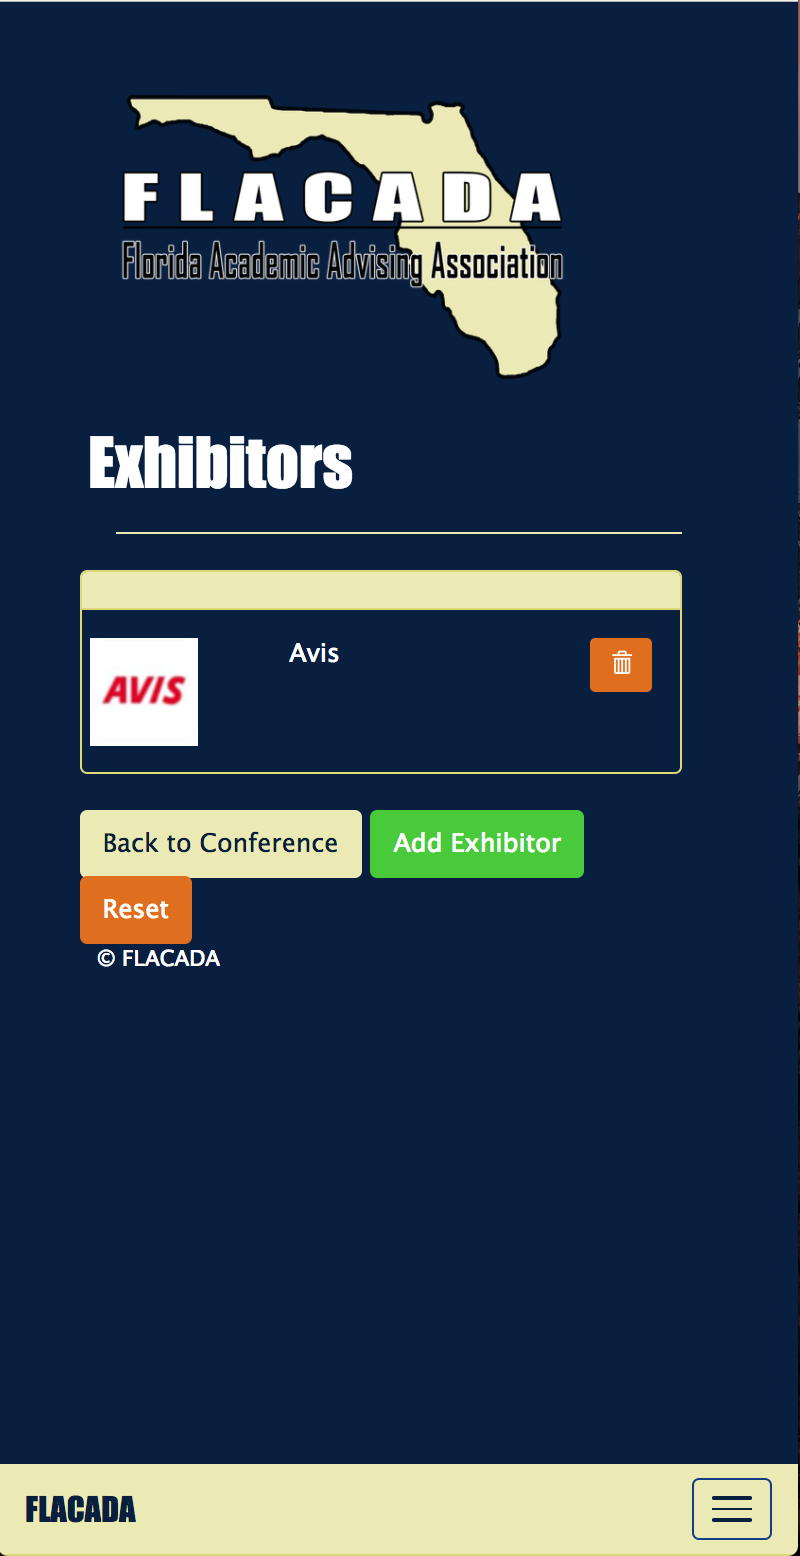 FLACADA
Florida Academic Advising Association
Exhibitors
AVIS
Avis
Back to Conference
Add Exhibitor
Reset
© FLACADA
FLACADA